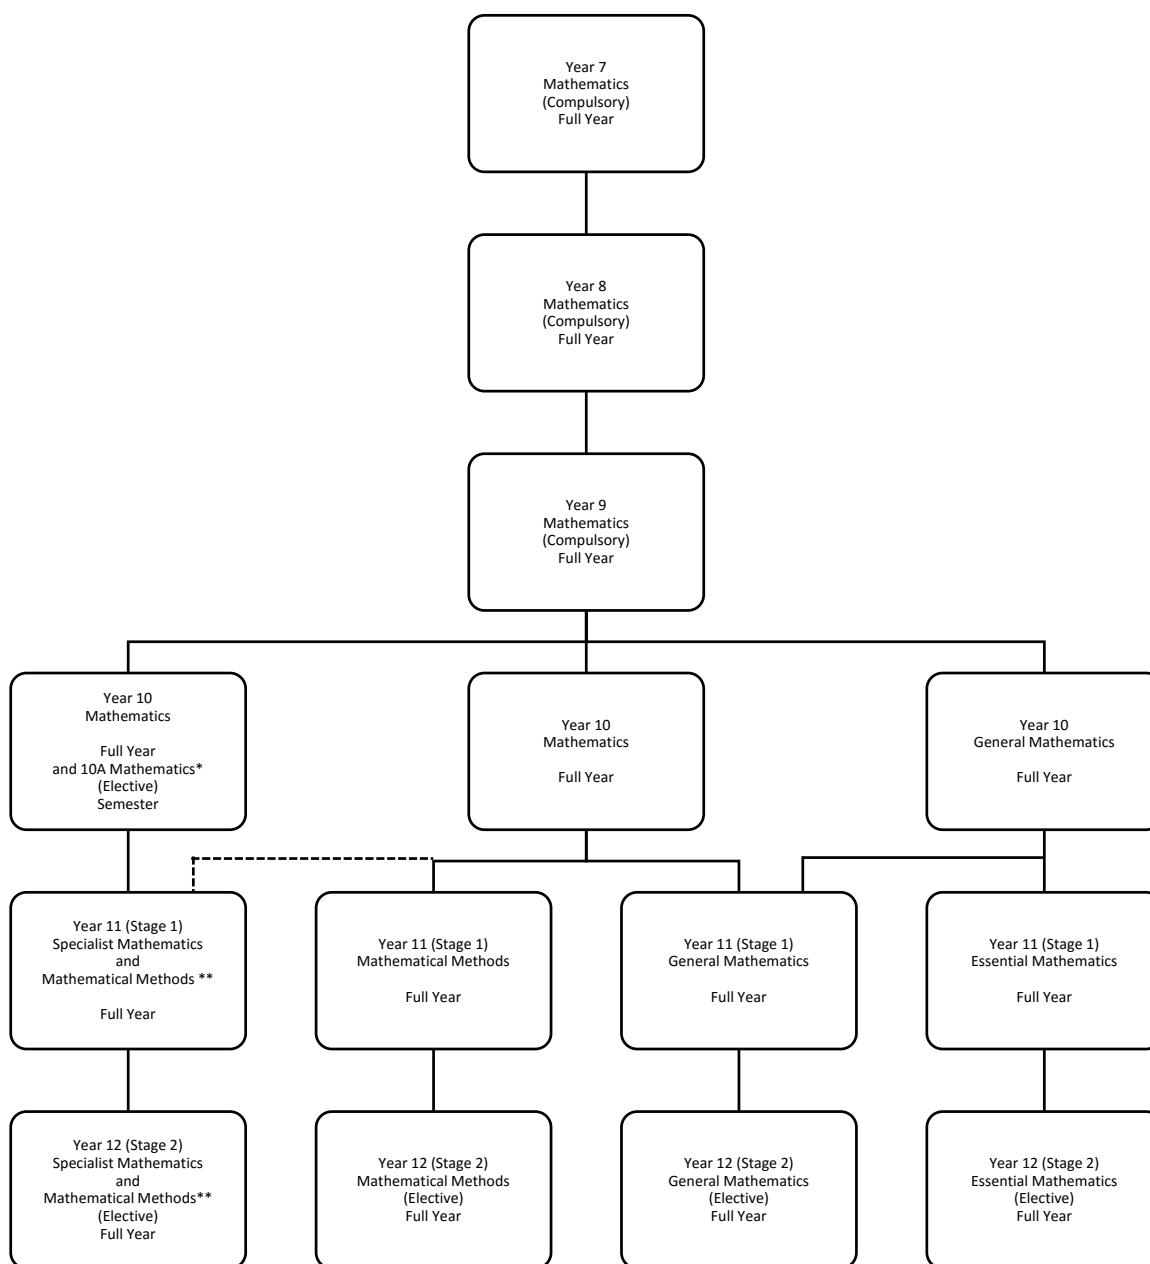 Year 7
Mathematics
(Compulsory)
Full Year
Year 8
Mathematics
(Compulsory)
Full Year
Year 9
Mathematics
(Compulsory)
Full Year
Year 10
Mathematics
Full Year
and 10A Mathematics*
(Elective)
Semester
Year 10
Mathematics
Full Year
Year 10
General Mathematics
Full Year
Year 11 (Stage 1)
Specialist Mathematics
and
Mathematical Methods **
Full Year
Year 11 (Stage 1)
Mathematical Methods
Full Year
Year 11 (Stage 1)
General Mathematics
Full Year
Year 11 (Stage 1)
Essential Mathematics
Full Year
Year 12 (Stage 2)
Specialist Mathematics
and
Mathematical Methods**
(Elective)
Full Year
Year 12 (Stage 2)
Mathematical Methods
(Elective)
Full Year
Year 12 (Stage 2)
General Mathematics
(Elective)
Full Year
Year 12 (Stage 2)
Essential Mathematics
(Elective)
Full Year